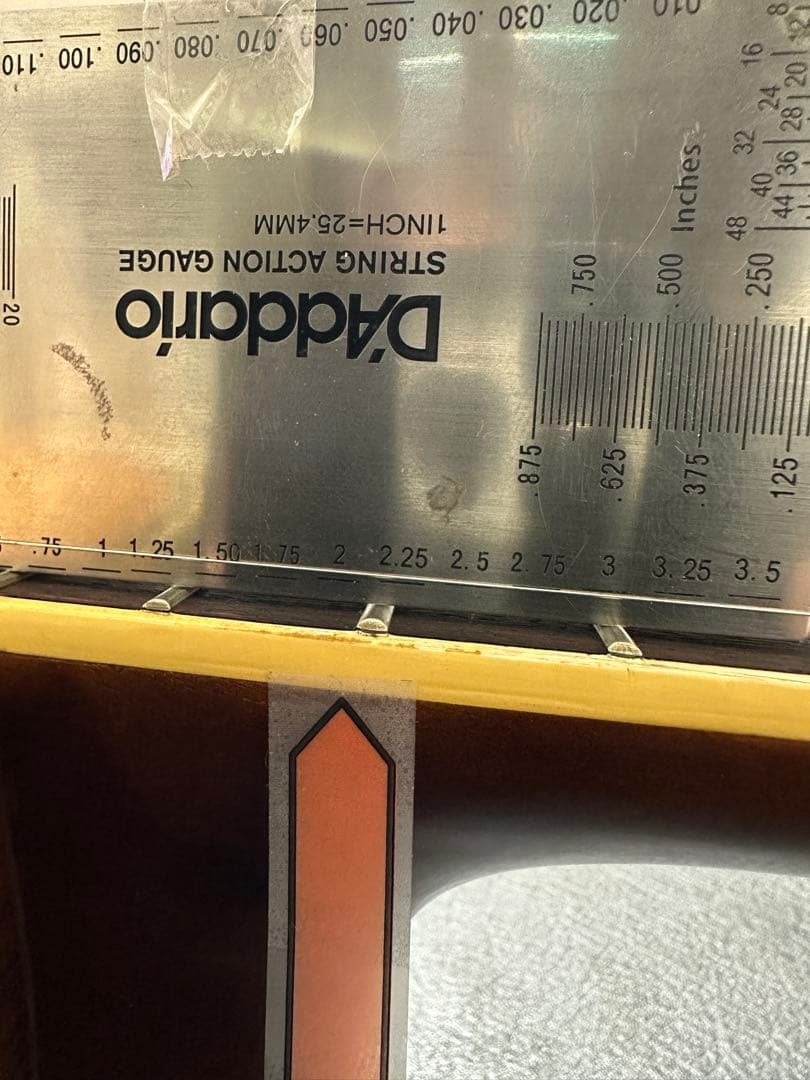 .110 .100 .090 .080 .070 .060 .050 .040 .030 .020 .010
1INCH=25.4MM
STRING ACTION GAUGE
D'Addario
20
Inches
8
16
24
32
40
48
12
20
28
36
44
.750 .500 .250
.875 .625 .375 .125
.75 1 1.25 1.50 1.75 2 2.25 2.5 2.75 3 3.25 3.5